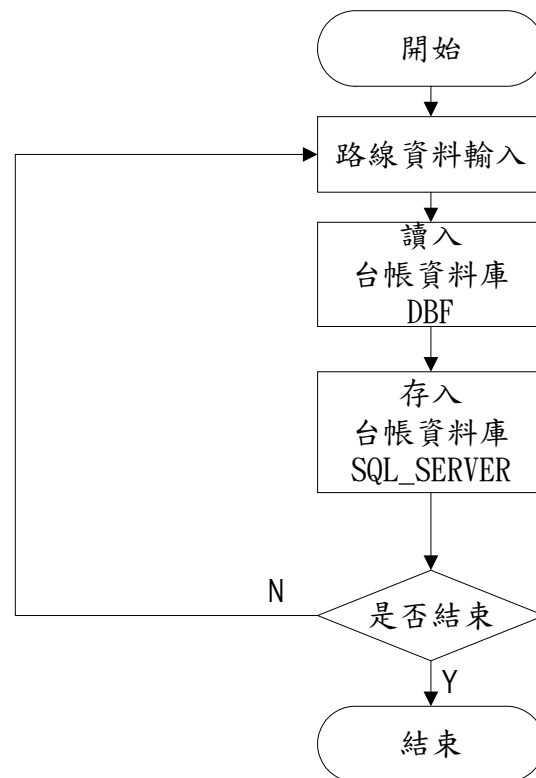 開始
路線資料輸入
讀入
台帳資料庫
DBF
存入
台帳資料庫
SQL_SERVER
N
是否結束
Y
結束